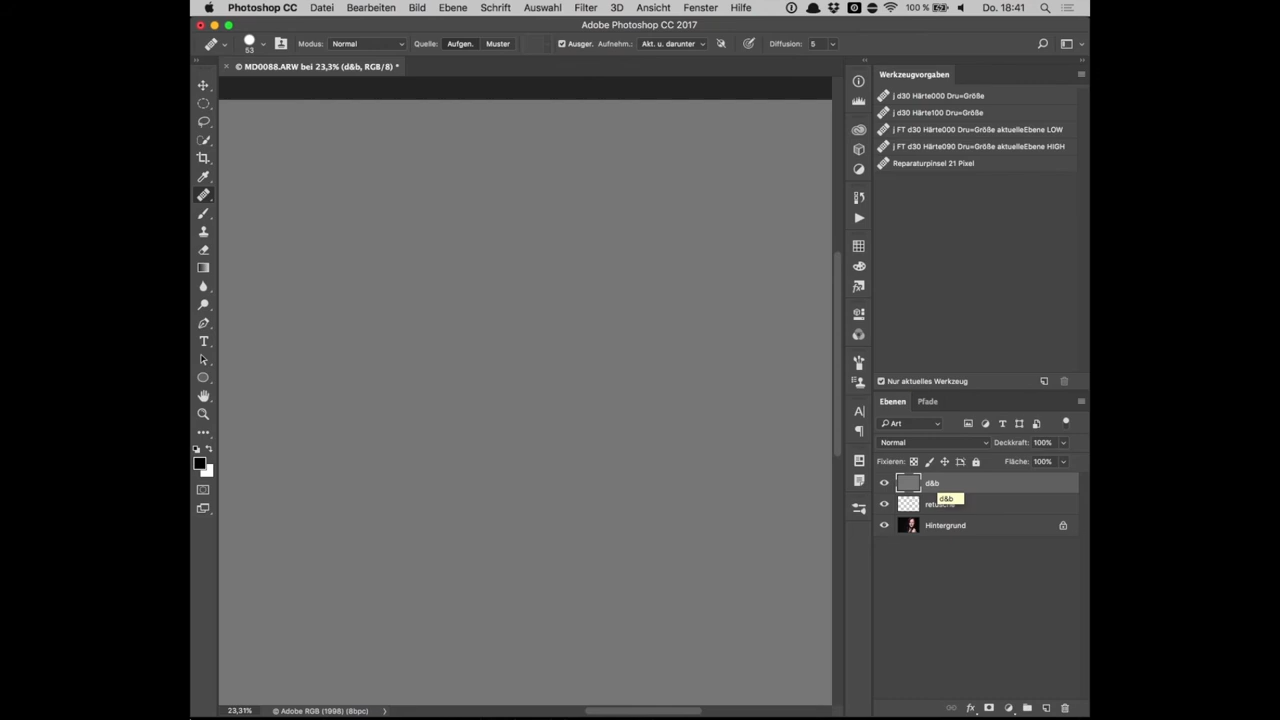 Photoshop CC Datei Bearbeiten Bild Ebene Schrift Auswahl Filter 3D Ansicht Fenster Hilfe 100 % Do. 18:41
Adobe Photoshop CC 2017
53 Modus: Normal Quelle: Aufgen. Muster Ausger. Aufnehm.: Akt. u. darunter Diffusion: 5
© MD0088.ARW bei 23,3% (d&b, RGB/8) *
Werkzeugvorgaben
j d30 Härte000 Dru=Größe
j d30 Härte100 Dru=Größe
j FT d30 Härte000 Dru=Größe aktuelleEbene LOW
j FT d30 Härte090 Dru=Größe aktuelleEbene HIGH
Reparaturpinsel 21 Pixel
Nur aktuelles Werkzeug
Ebenen Pfade
Art
Normal Deckkraft: 100%
Fixieren: Fläche: 100%
d&b
d&b
Hintergrund
23,31% © Adobe RGB (1998) (8bpc)